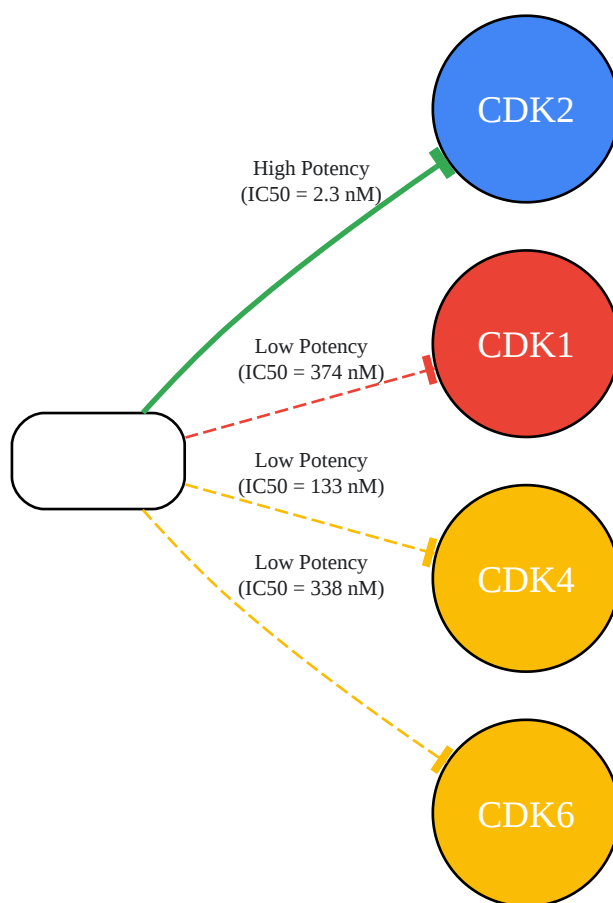 CDK2
High Potency
(IC50 = 2.3 nM)
Low Potency
(IC50 = 374 nM)
CDK1
Low Potency
(IC50 = 133 nM)
CDK4
Low Potency
(IC50 = 338 nM)
CDK6